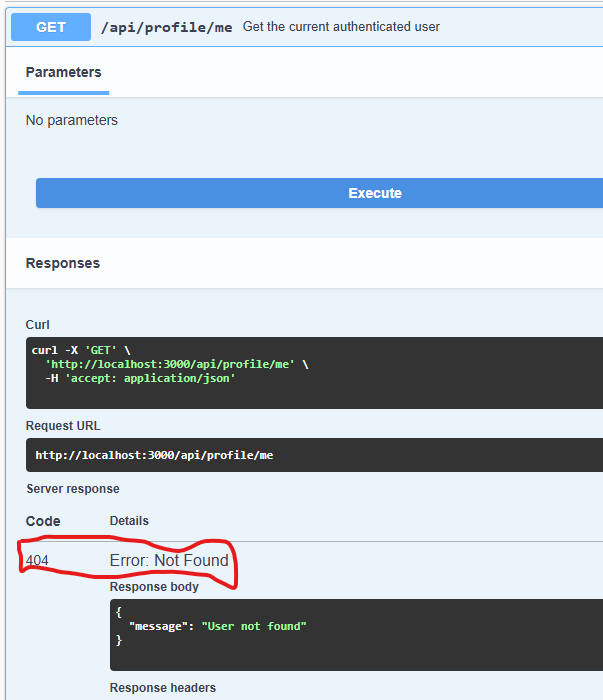 GET /api/profile/me Get the current authenticated user
Parameters
No parameters
Execute
Responses
Curl
curl -X 'GET' \
'http://localhost:3000/api/profile/me' \
-H 'accept: application/json'
Request URL
http://localhost:3000/api/profile/me
Server response
Code Details
404 Error: Not Found
Response body
{
"message": "User not found"
}
Response headers